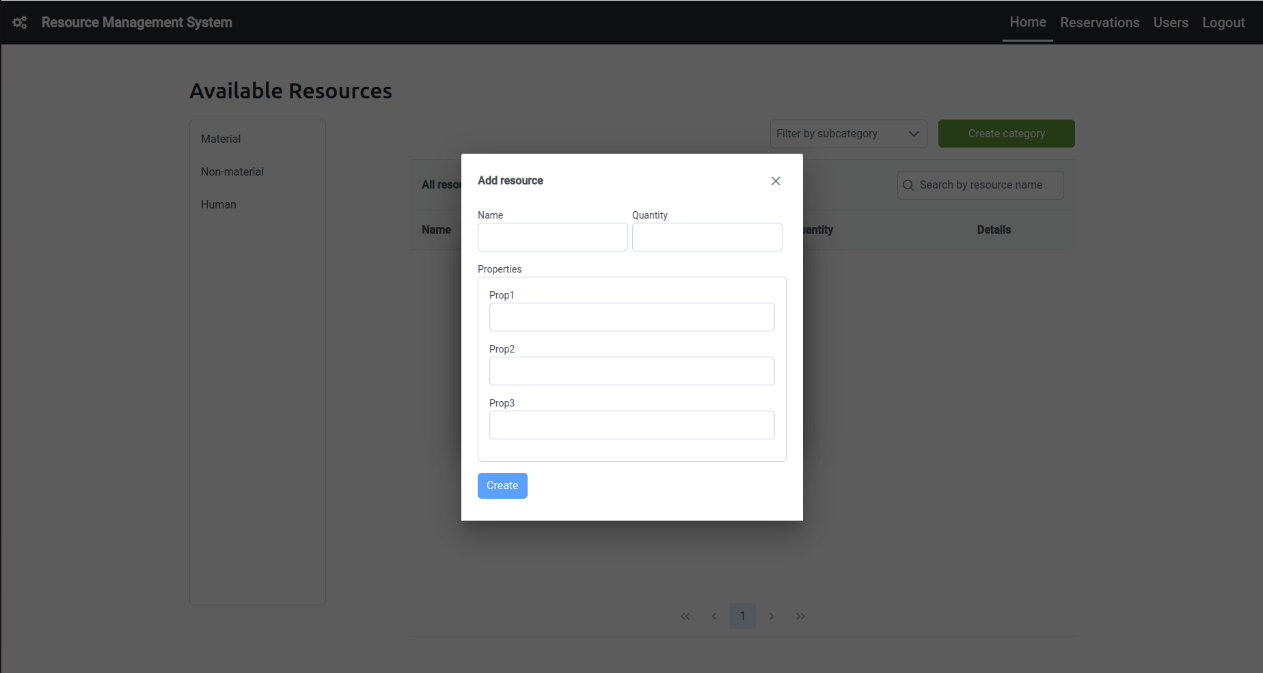 Resource Management System
Home Reservations Users Logout
Available Resources
Material
Non-material
Human
Filter by subcategory
Create category
Search by resource name
Name
Details
Add resource
Name Quantity
Properties
Prop1
Prop2
Prop3
Create
1